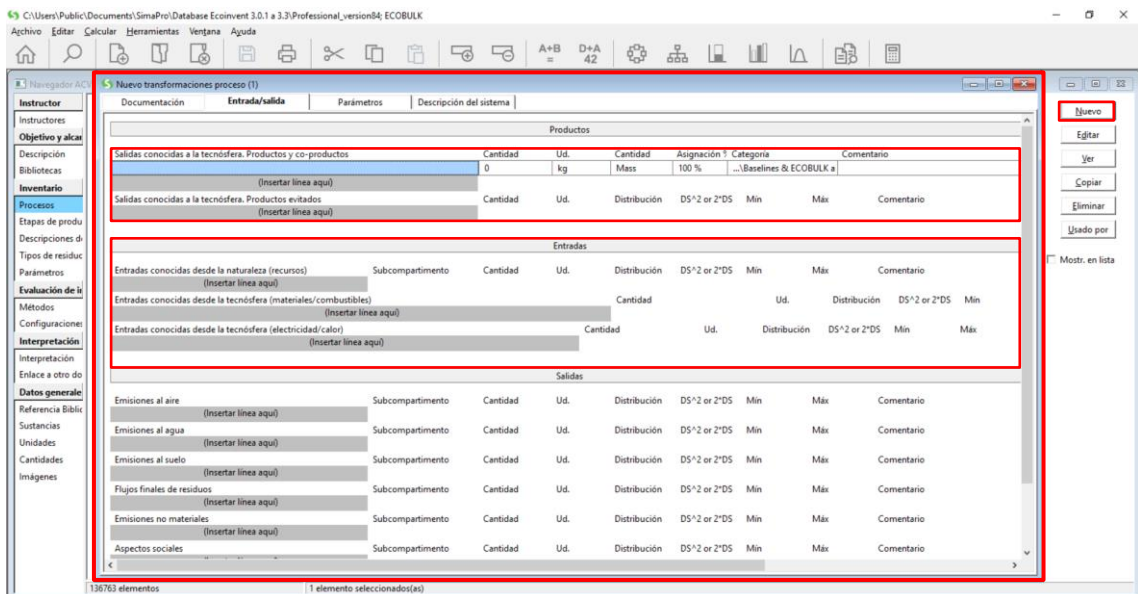 C:\Users\Public\Documents\SimaPro\Database Ecoinvent 3.0.1 a 3.3\Professional_version84; ECOBULK
Archivo Editar Calcular Herramientas Ventana Ayuda
A+B = D+A 42
Navegador ACV
Nuevo transformaciones proceso (1)
Documentación Entrada/salida Parámetros Descripción del sistema
Instructor
Instructores
Objetivo y alcan
Descripción
Bibliotecas
Inventario
Procesos
Etapas de produ
Descripciones de
Tipos de residuc
Parámetros
Evaluación de in
Métodos
Configuraciones
Interpretación
Interpretación
Enlace a otro do
Datos generale
Referencia Biblic
Sustancias
Unidades
Cantidades
Imágenes
Productos
Salidas conocidas a la tecnósfera. Productos y co-productos Cantidad Ud. Cantidad Asignación Categoría Comentario
0 kg Mass 100 % ...\Baselines & ECOBULK a
(Insertar línea aquí)
Salidas conocidas a la tecnósfera. Productos evitados Cantidad Ud. Distribución DS^2 or 2*DS Mín Máx Comentario
(Insertar línea aquí)
Entradas
Entradas conocidas desde la naturaleza (recursos) Subcompartimento Cantidad Ud. Distribución DS^2 or 2*DS Mín Máx Comentario
(Insertar línea aquí)
Entradas conocidas desde la tecnósfera (materiales/combustibles) Cantidad Ud. Distribución DS^2 or 2*DS Mín
(Insertar línea aquí)
Entradas conocidas desde la tecnósfera (electricidad/calor) Cantidad Ud. Distribución DS^2 or 2*DS Mín Máx
(Insertar línea aquí)
Salidas
Emisiones al aire Subcompartimento Cantidad Ud. Distribución DS^2 or 2*DS Mín Máx Comentario
(Insertar línea aquí)
Emisiones al agua Subcompartimento Cantidad Ud. Distribución DS^2 or 2*DS Mín Máx Comentario
(Insertar línea aquí)
Emisiones al suelo Subcompartimento Cantidad Ud. Distribución DS^2 or 2*DS Mín Máx Comentario
(Insertar línea aquí)
Flujos finales de residuos Subcompartimento Cantidad Ud. Distribución DS^2 or 2*DS Mín Máx Comentario
(Insertar línea aquí)
Emisiones no materiales Subcompartimento Cantidad Ud. Distribución DS^2 or 2*DS Mín Máx Comentario
(Insertar línea aquí)
Aspectos sociales Subcompartimento Cantidad Ud. Distribución DS^2 or 2*DS Mín Máx Comentario
Nuevo
Editar
Ver
Copiar
Eliminar
Usado por
Mostr. en lista
136763 elementos 1 elemento seleccionados(as)